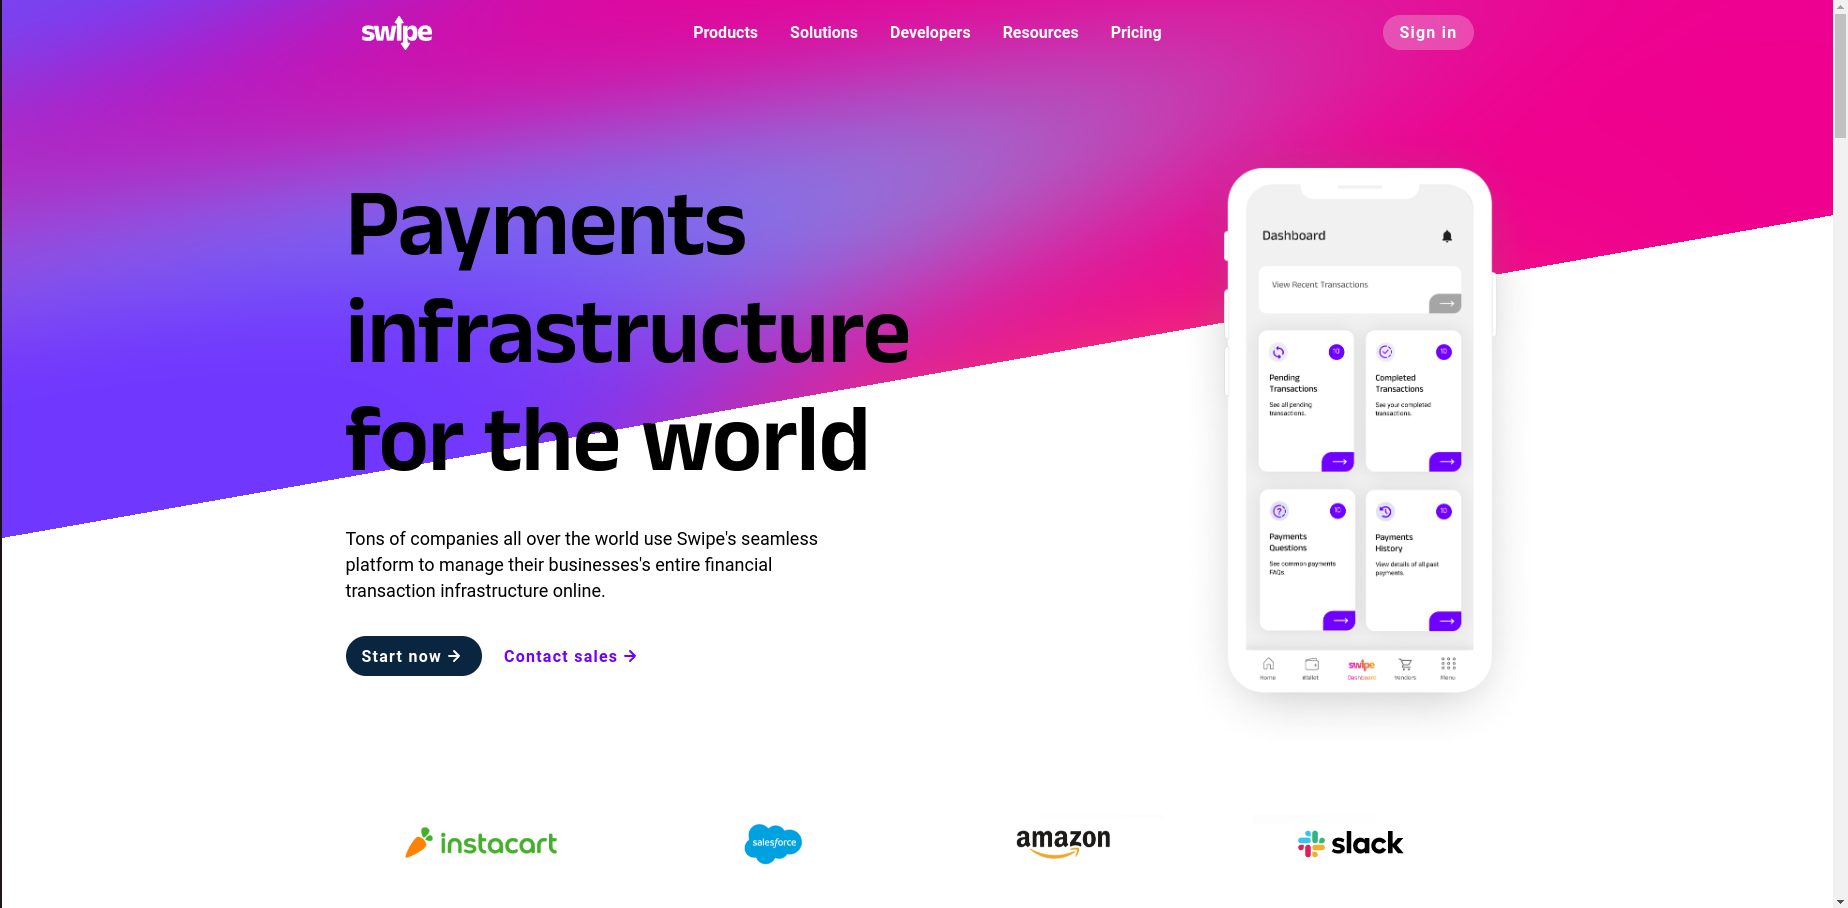 swipe
Products Solutions Developers Resources Pricing
Sign in
Payments
infrastructure
for the world
Tons of companies all over the world use Swipe's seamless
platform to manage their businesses's entire financial
transaction infrastructure online.
Start now →
Contact sales →
Dashboard
View Recent Transactions
10
Pending
Transactions
See all pending
transactions.
10
Completed
Transactions
See your completed
transactions.
10
Payments
Questions
See common payments
FAQs.
10
Payments
History
View details of all past
payments.
Home
Wallet
swipe
Dashboard
Vendors
Menu
instacart
salesforce
amazon
slack